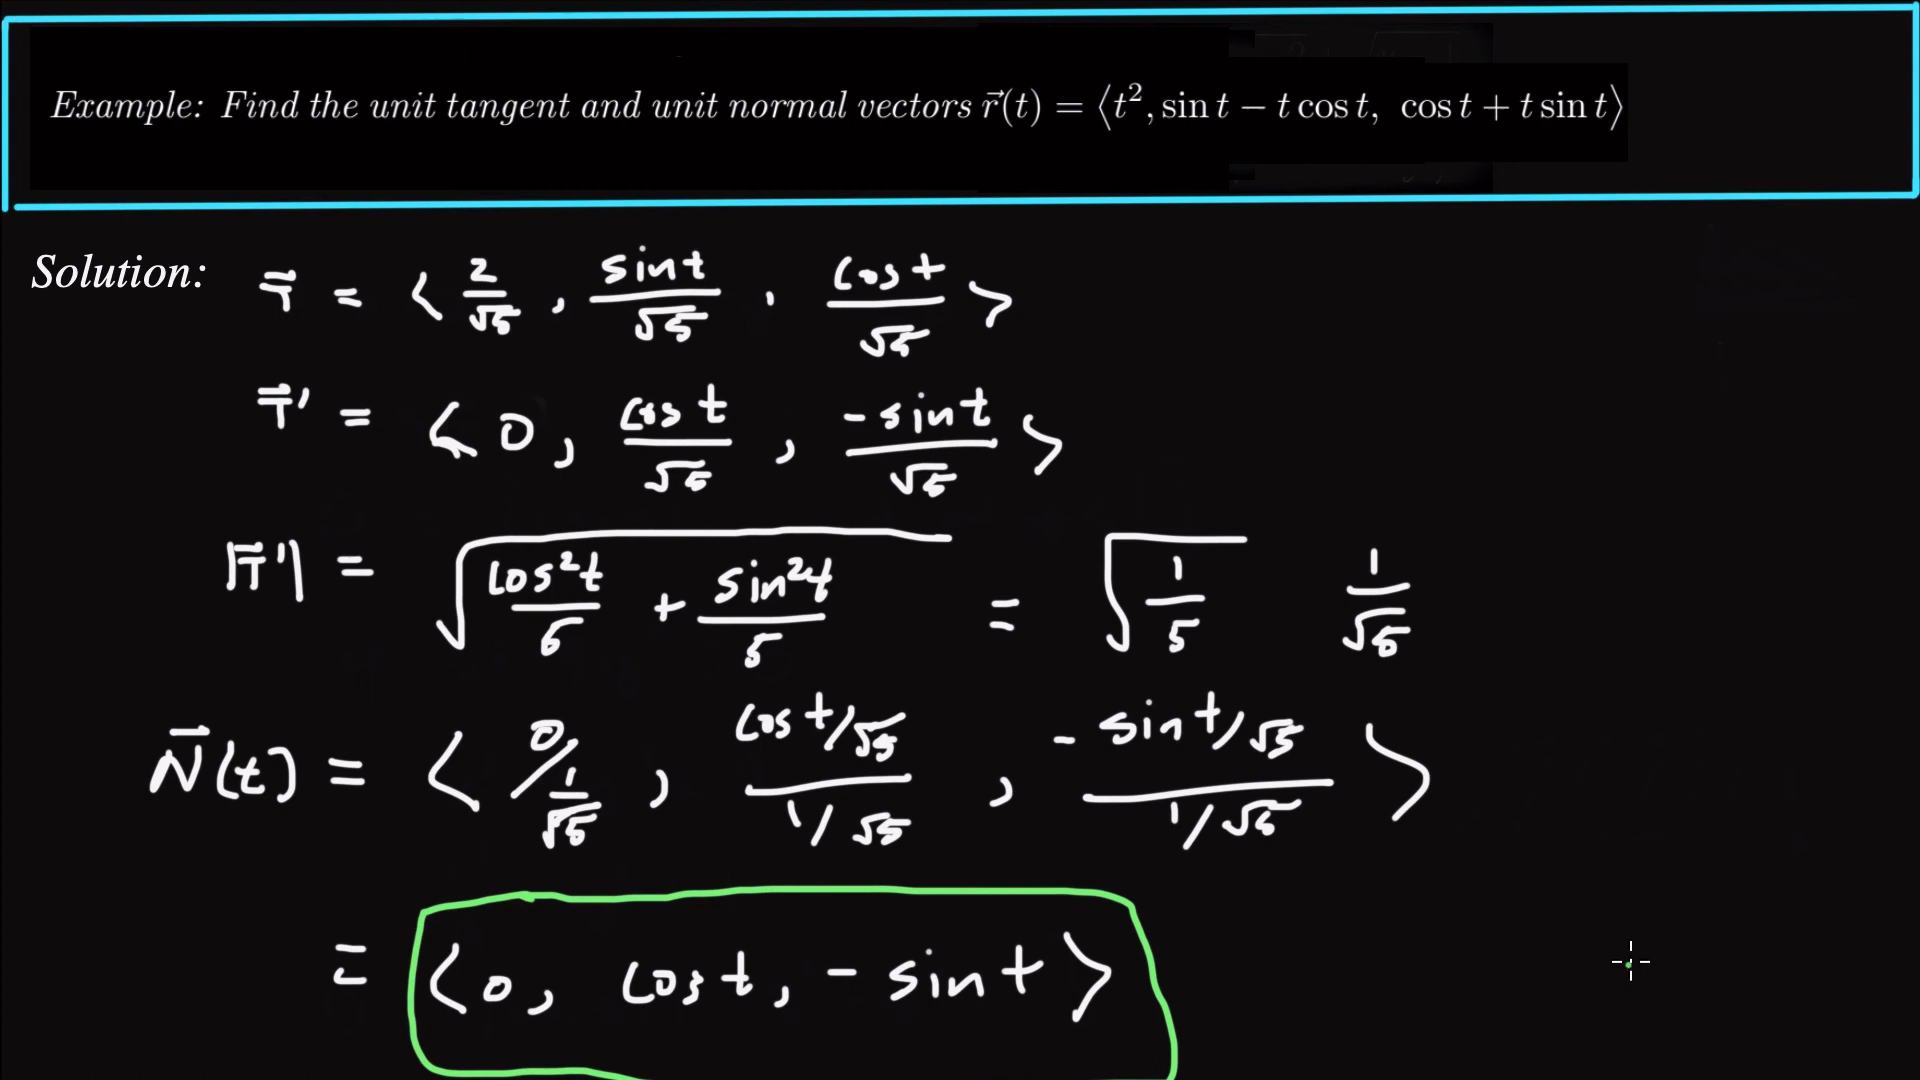 Example: Find the unit tangent and unit normal vectors r⃗(t) = ⟨t², sin t − t cos t, cos t + t sin t⟩
Solution: T⃗ = ⟨ 2/√5 , sin t/√5 , cos t/√5 ⟩
T⃗' = ⟨ 0 , cos t/√5 , -sin t/√5 ⟩
|T⃗'| = √( cos²t/5 + sin²t/5 ) = √(1/5) 1/√5
N⃗(t) = ⟨ 0/(1/√5) , (cos t/√5)/(1/√5) , -(sin t/√5)/(1/√5) ⟩
= ⟨ 0, cos t, - sin t ⟩